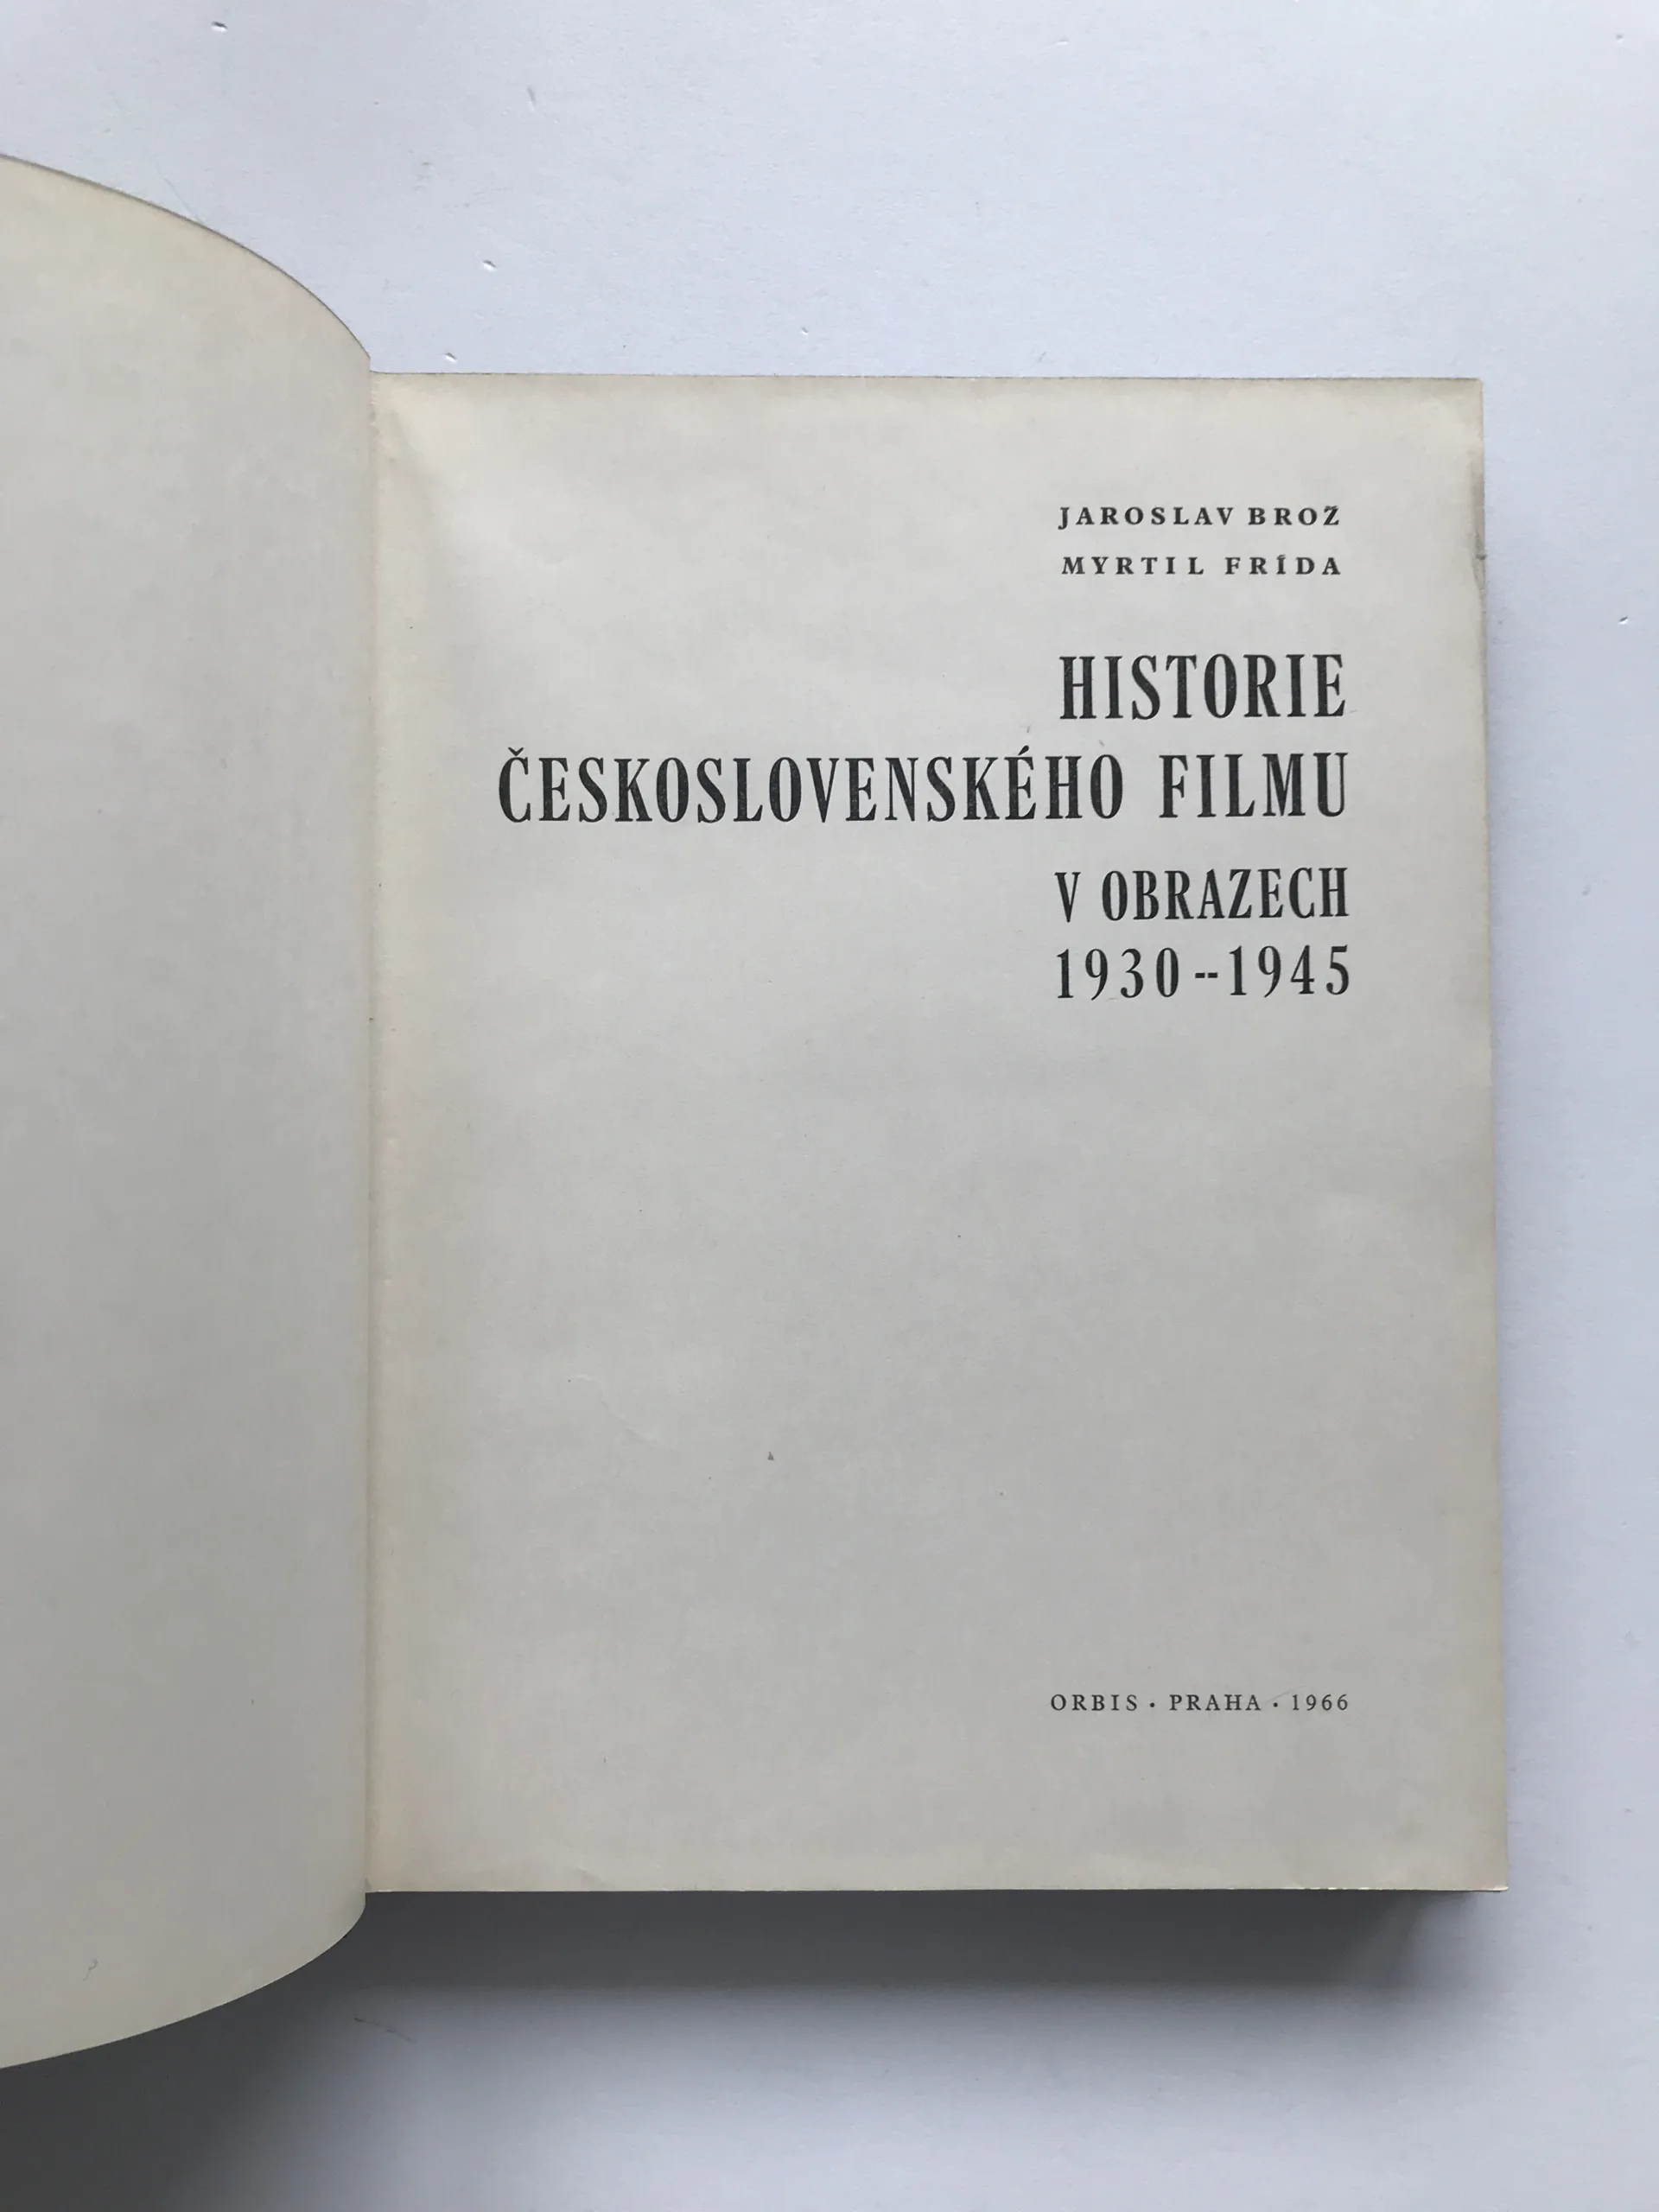 JAROSLAV BROŽ
MYRTIL FRÍDA
HISTORIE
ČESKOSLOVENSKÉHO FILMU
V OBRAZECH
1930--1945
ORBIS · PRAHA · 1966